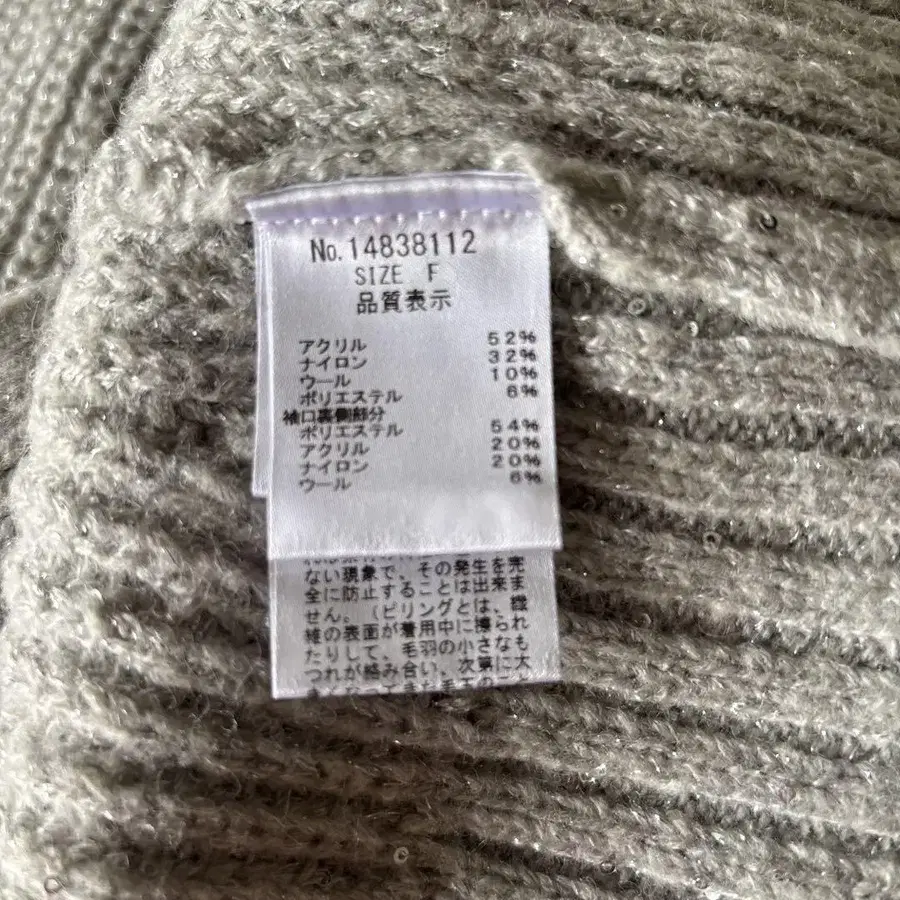 No.14838112
SIZE F
品質表示
アクリル 52%
ナイロン 32%
ウール 10%
ポリエステル 6%
袖口裏側部分
ポリエステル 54%
アクリル 20%
ナイロン 20%
ウール 6%
ない現象で、その発生を完
全に防止することは出来ま
せん。(ピリングとは、繊
維の表面が着用中に擦られ
たりして、毛羽の小さなも
つれが絡み合い、次第に大